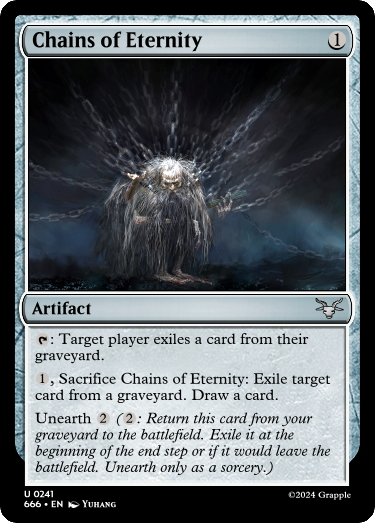 Chains of Eternity 1
Artifact
: Target player exiles a card from their
graveyard.
1, Sacrifice Chains of Eternity: Exile target
card from a graveyard. Draw a card.
Unearth 2 (2: Return this card from your
graveyard to the battlefield. Exile it at the
beginning of the end step or if it would leave the
battlefield. Unearth only as a sorcery.)
U 0241
666 • EN Yuhang
©2024 Grapple